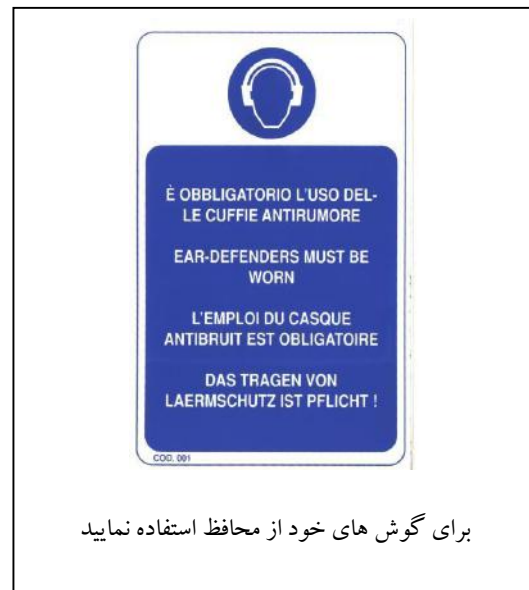 È OBBLIGATORIO L'USO DEL-
LE CUFFIE ANTIRUMORE
EAR-DEFENDERS MUST BE
WORN
L'EMPLOI DU CASQUE
ANTIBRUIT EST OBLIGATOIRE
DAS TRAGEN VON
LAERMSCHUTZ IST PFLICHT !
COD. 001
برای گوش های خود از محافظ استفاده نمایید